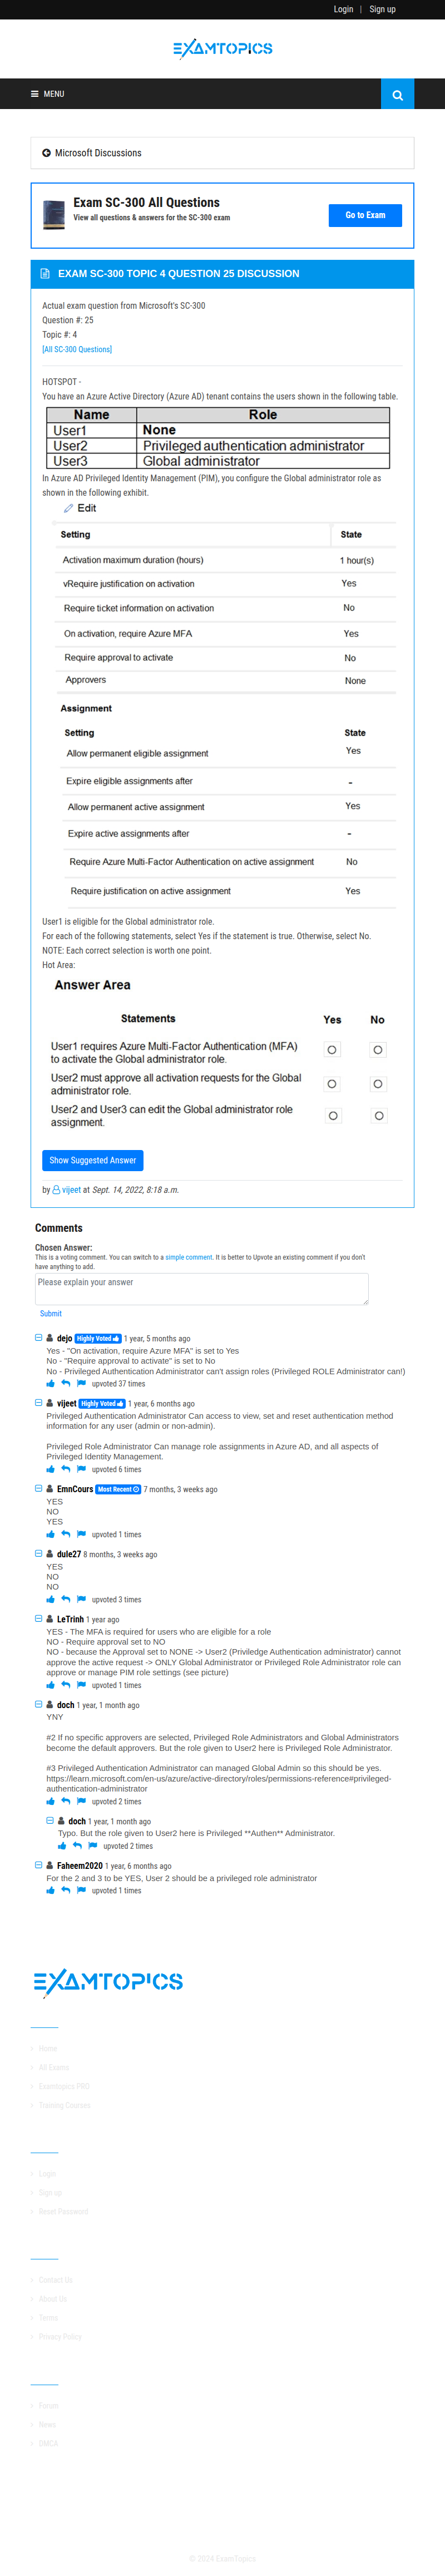 Login | Sign up
EXAMTOPICS
MENU
Microsoft Discussions
Exam SC-300 All Questions
View all questions & answers for the SC-300 exam
Go to Exam
EXAM SC-300 TOPIC 4 QUESTION 25 DISCUSSION
Actual exam question from Microsoft's SC-300
Question #: 25
Topic #: 4
[All SC-300 Questions]
HOTSPOT -
You have an Azure Active Directory (Azure AD) tenant contains the users shown in the following table.
Name Role
User1 None
User2 Privileged authentication administrator
User3 Global administrator
In Azure AD Privileged Identity Management (PIM), you configure the Global administrator role as
shown in the following exhibit.
Edit
Setting State
Activation maximum duration (hours) 1 hour(s)
vRequire justification on activation Yes
Require ticket information on activation No
On activation, require Azure MFA Yes
Require approval to activate No
Approvers None
Assignment
Setting State
Allow permanent eligible assignment Yes
Expire eligible assignments after -
Allow permanent active assignment Yes
Expire active assignments after -
Require Azure Multi-Factor Authentication on active assignment No
Require justification on active assignment Yes
User1 is eligible for the Global administrator role.
For each of the following statements, select Yes if the statement is true. Otherwise, select No.
NOTE: Each correct selection is worth one point.
Hot Area:
Answer Area
Statements Yes No
User1 requires Azure Multi-Factor Authentication (MFA)
to activate the Global administrator role.
User2 must approve all activation requests for the Global
administrator role.
User2 and User3 can edit the Global administrator role
assignment.
Show Suggested Answer
by vijeet at Sept. 14, 2022, 8:18 a.m.
Comments
Chosen Answer:
This is a voting comment. You can switch to a simple comment. It is better to Upvote an existing comment if you don't
have anything to add.
Please explain your answer
Submit
dejo Highly Voted 1 year, 5 months ago
Yes - "On activation, require Azure MFA" is set to Yes
No - "Require approval to activate" is set to No
No - Privileged Authentication Administrator can't assign roles (Privileged ROLE Administrator can!)
upvoted 37 times
vijeet Highly Voted 1 year, 6 months ago
Privileged Authentication Administrator Can access to view, set and reset authentication method
information for any user (admin or non-admin).
Privileged Role Administrator Can manage role assignments in Azure AD, and all aspects of
Privileged Identity Management.
upvoted 6 times
EmnCours Most Recent 7 months, 3 weeks ago
YES
NO
YES
upvoted 1 times
dule27 8 months, 3 weeks ago
YES
NO
NO
upvoted 3 times
LeTrinh 1 year ago
YES - The MFA is required for users who are eligible for a role
NO - Require approval set to NO
NO - because the Approval set to NONE -> User2 (Priviledge Authentication administrator) cannot
approve the active request -> ONLY Global Administrator or Privileged Role Administrator role can
approve or manage PIM role settings (see picture)
upvoted 1 times
doch 1 year, 1 month ago
YNY
#2 If no specific approvers are selected, Privileged Role Administrators and Global Administrators
become the default approvers. But the role given to User2 here is Privileged Role Administrator.
#3 Privileged Authentication Administrator can managed Global Admin so this should be yes.
https://learn.microsoft.com/en-us/azure/active-directory/roles/permissions-reference#privileged-
authentication-administrator
upvoted 2 times
doch 1 year, 1 month ago
Typo. But the role given to User2 here is Privileged **Authen** Administrator.
upvoted 2 times
Faheem2020 1 year, 6 months ago
For the 2 and 3 to be YES, User 2 should be a privileged role administrator
upvoted 1 times
EXAMTOPICS
Home
All Exams
Examtopics PRO
Training Courses
Login
Sign up
Reset Password
Contact Us
About Us
Terms
Privacy Policy
Forum
News
DMCA
© 2024 ExamTopics